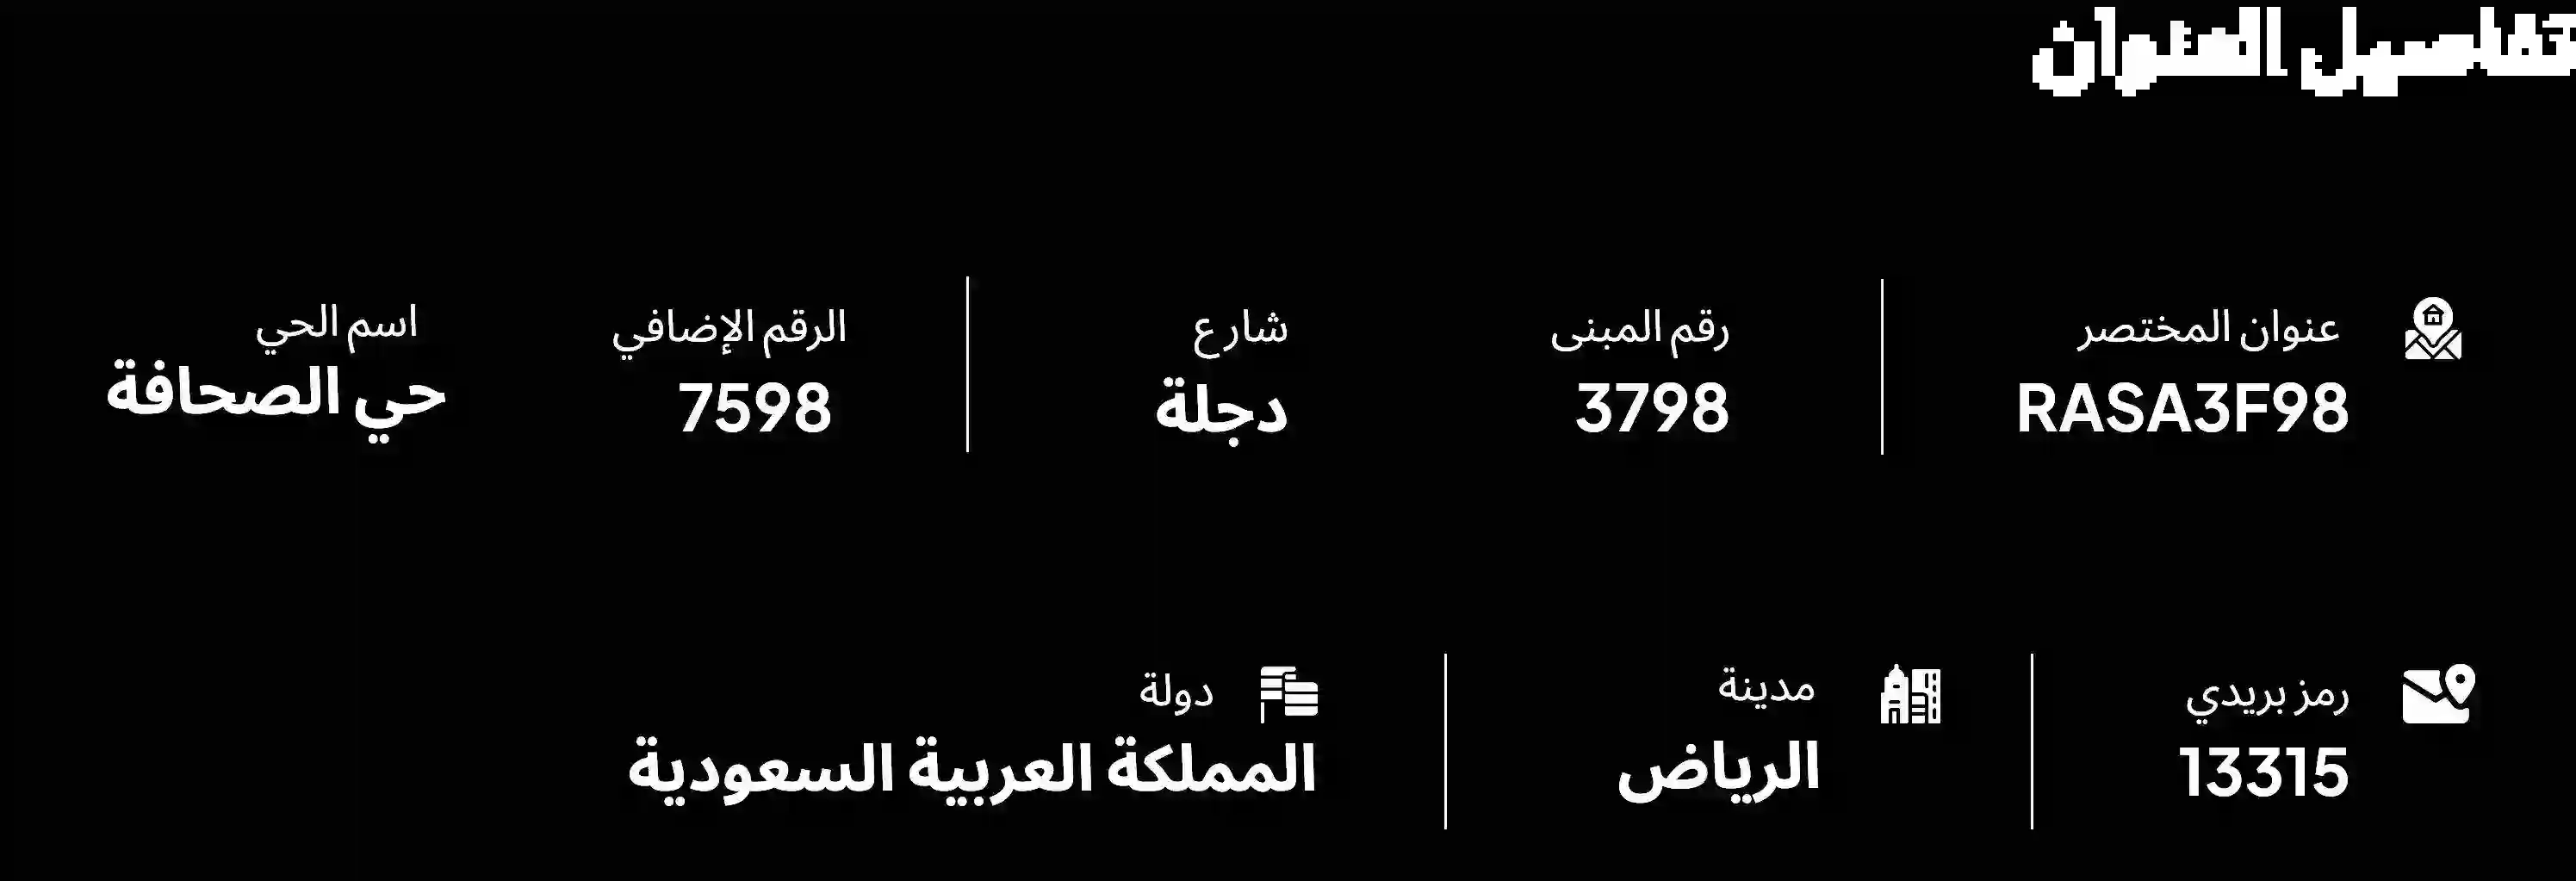 تفاصيل العنوان
عنوان المختصر
RASA3F98
رقم المبنى
3798
شارع
دجلة
الرقم الإضافي
7598
اسم الحي
حي الصحافة
رمز بريدي
13315
مدينة
الرياض
دولة
المملكة العربية السعودية